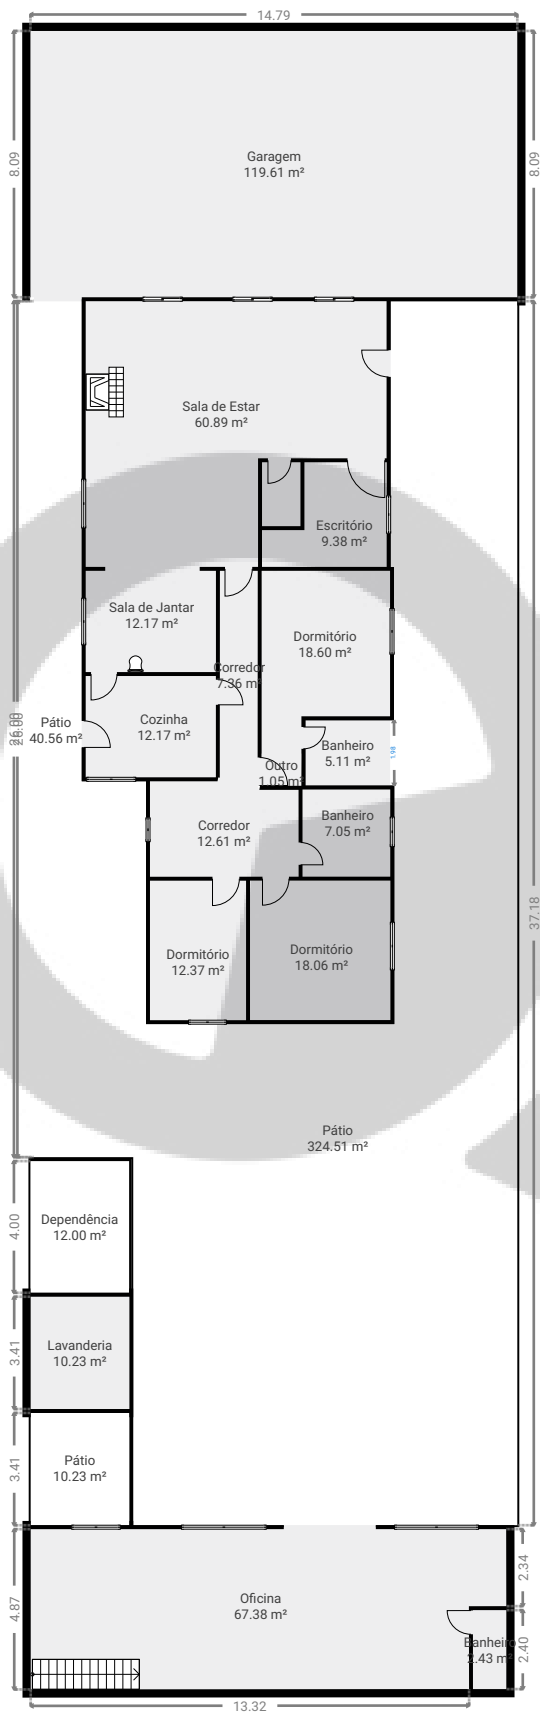 14.79
8.09
8.09
Garagem
119.61 m²
Sala de Estar
60.89 m²
Escritório
9.38 m²
Sala de Jantar
12.17 m²
Dormitório
18.60 m²
Corredor
7.36 m²
Pátio
40.56 m²
Cozinha
12.17 m²
Banheiro
5.11 m²
1.98
Outro
1.05 m²
Banheiro
7.05 m²
Corredor
12.61 m²
37.18
Dormitório
12.37 m²
Dormitório
18.06 m²
Pátio
324.51 m²
4.00
Dependência
12.00 m²
3.41
Lavanderia
10.23 m²
3.41
Pátio
10.23 m²
4.87
Oficina
67.38 m²
2.34
Banheiro
2.43 m²
2.40
13.32